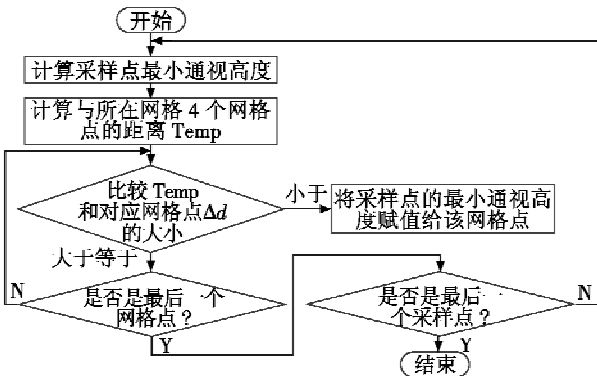 开始
计算采样点最小通视高度
计算与所在网格4个网格
点的距离Temp
比较Temp
和对应网格点Δd
的大小
小于
将采样点的最小通视高
度赋值给该网格点
大于等于
N
是否是最后一个
网格点？
Y
是否是最后一
个采样点？
N
Y
结束